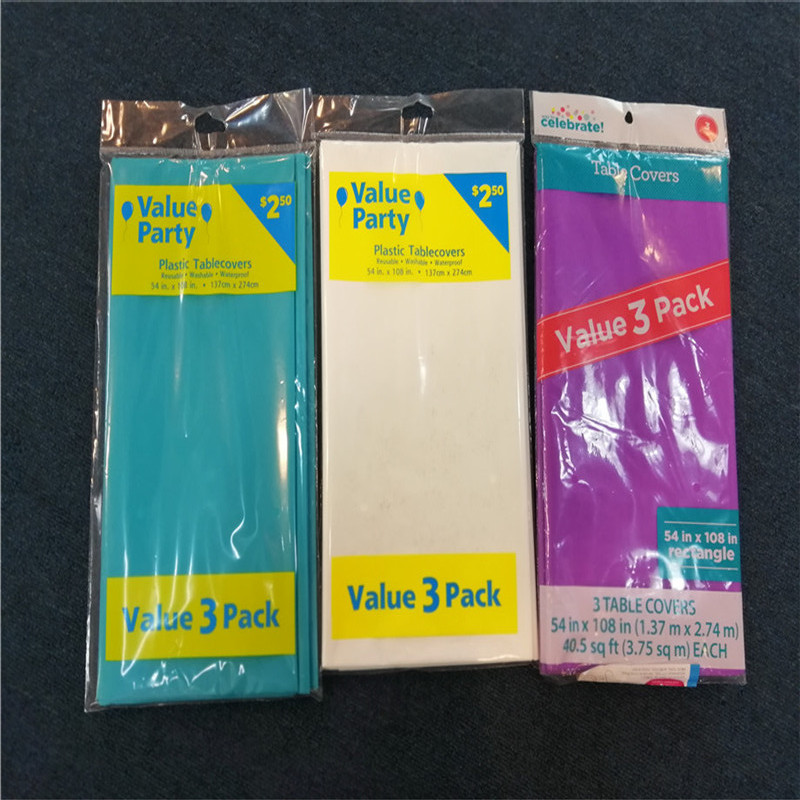 Value
Party
$2.50
Plastic Tablecovers
Reusable • Washable • Waterproof
54 in. x 108 in. • 137cm x 274cm
Value 3 Pack
Value
Party
$2.50
Plastic Tablecovers
Reusable • Washable • Waterproof
54 in. x 108 in. • 137cm x 274cm
Value 3 Pack
celebrate!
Table Covers
Value 3 Pack
54 in x 108 in
rectangle
3 TABLE COVERS
54 in x 108 in (1.37 m x 2.74 m)
40.5 sq ft (3.75 sq m) EACH